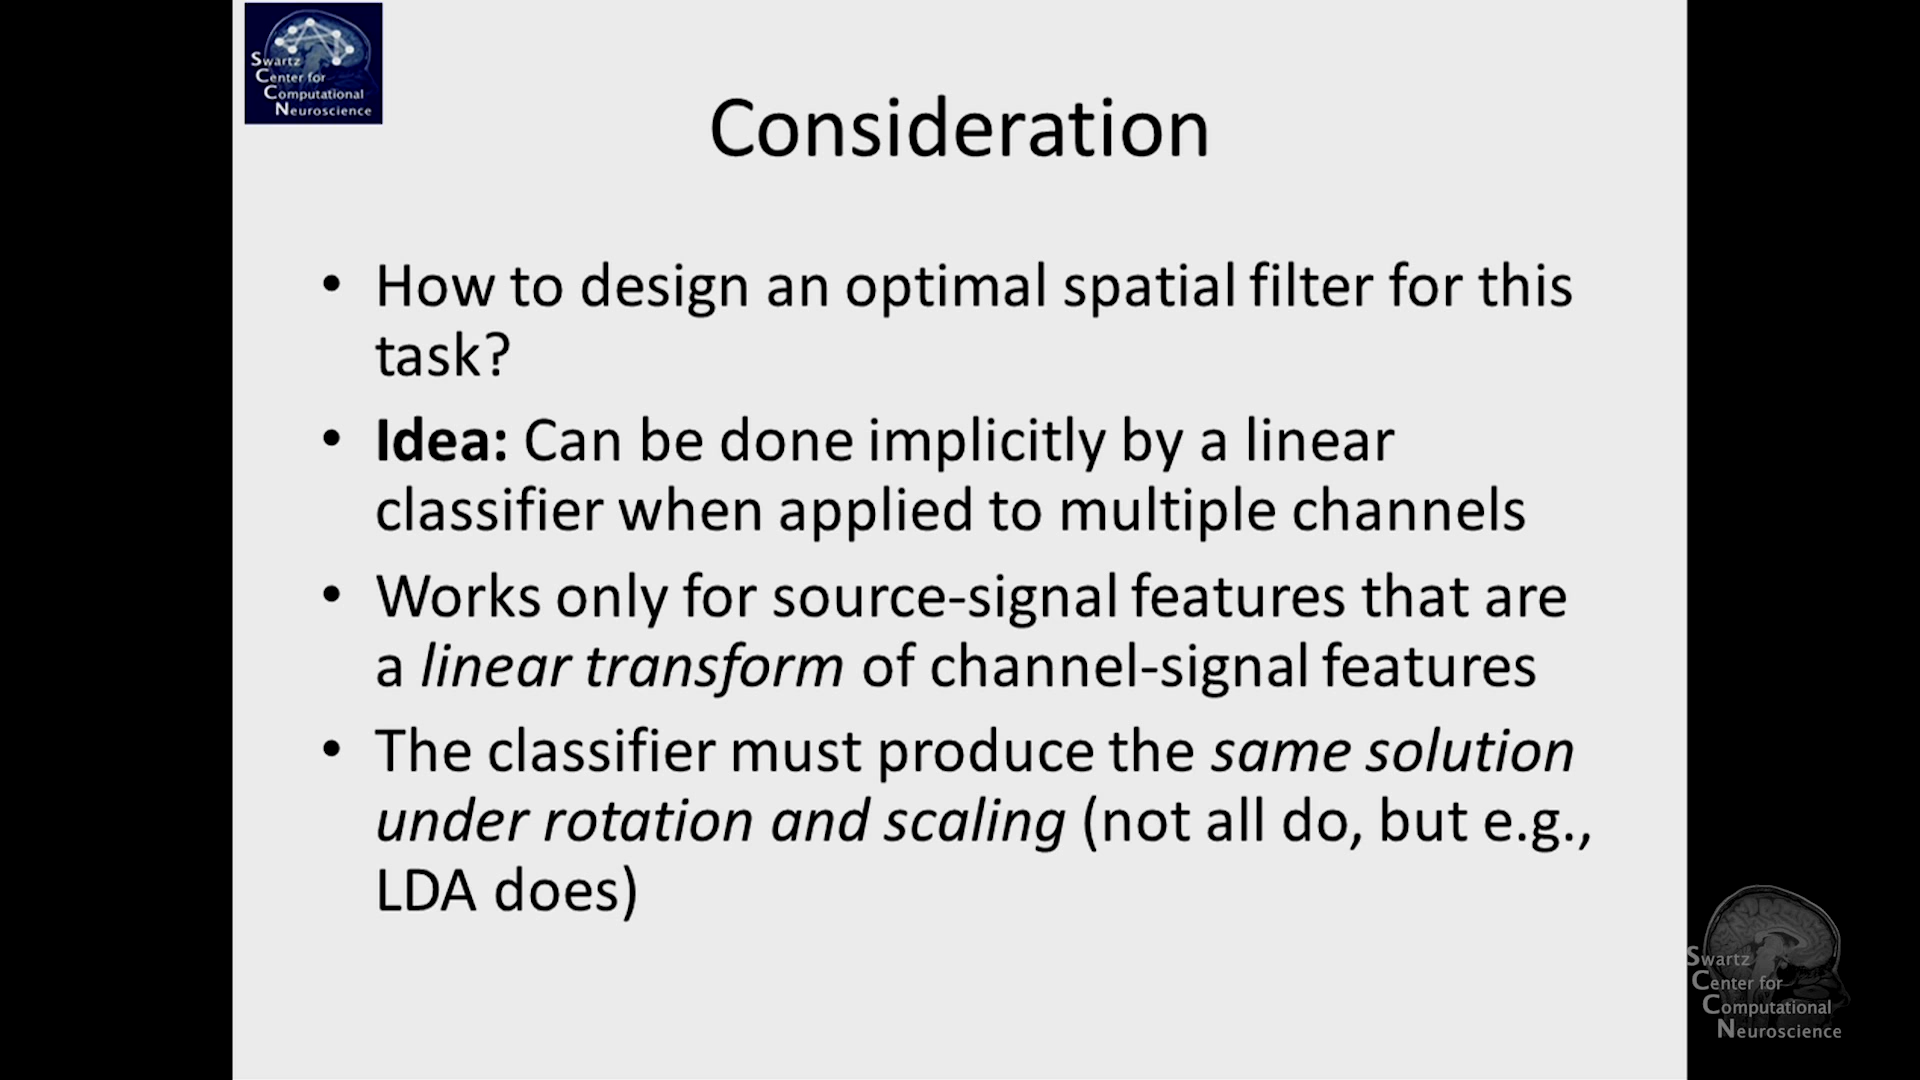 Swartz
Center for
Computational
Neuroscience
Consideration
• How to design an optimal spatial filter for this
task?
• Idea: Can be done implicitly by a linear
classifier when applied to multiple channels
• Works only for source-signal features that are
a linear transform of channel-signal features
• The classifier must produce the same solution
under rotation and scaling (not all do, but e.g.,
LDA does)
Swartz
Center for
Computational
Neuroscience